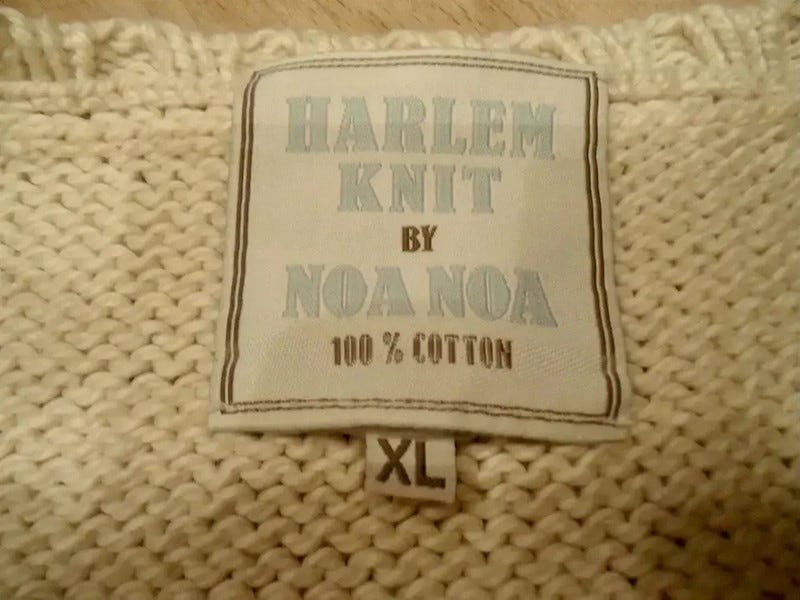 HARLEM
KNIT
BY
NOA NOA
100 % COTTON
XL